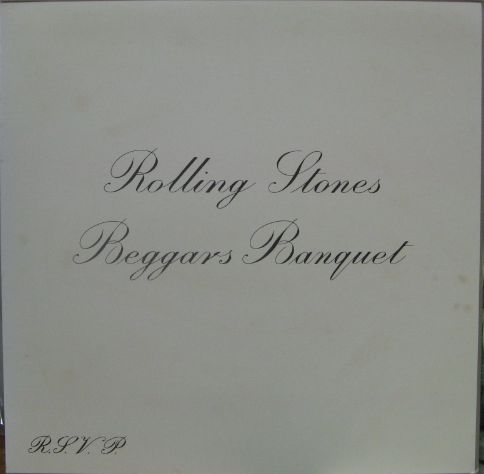 Rolling Stones
Beggars Banquet
R.S.V.P.